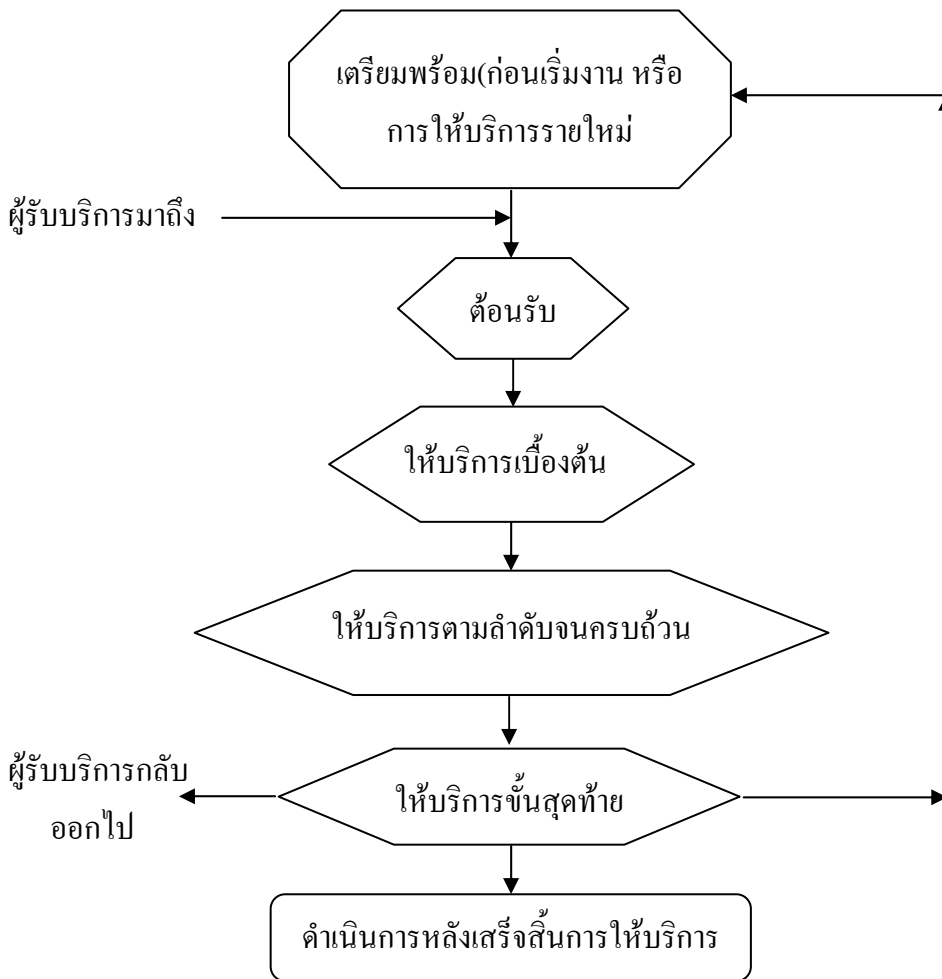 เตรียมพร้อม(ก่อนเริ่มงาน หรือ
การให้บริการรายใหม่
ผู้รับบริการมาถึง
ต้อนรับ
ให้บริการเบื้องต้น
ให้บริการตามลำดับจนครบถ้วน
ผู้รับบริการกลับ
ออกไป
ให้บริการขั้นสุดท้าย
ดำเนินการหลังเสร็จสิ้นการให้บริการ